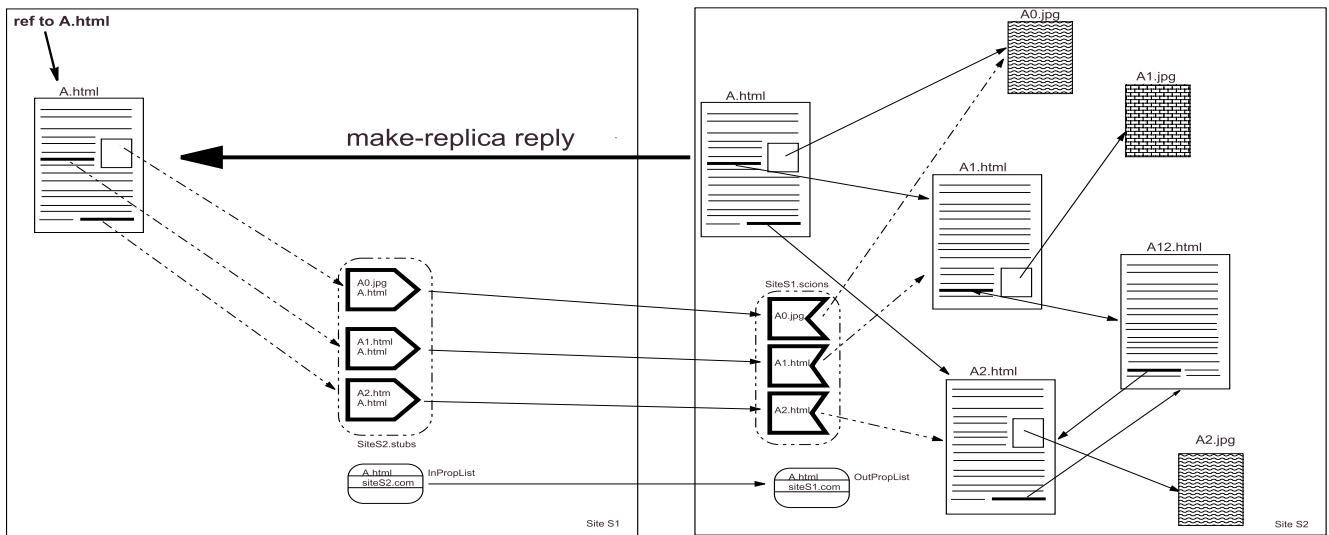 ref to A.html
A.html
make-replica reply
A0.jpg
A.html
A1.html
A.html
A2.htm
A.html
SiteS2.stubs
A.html
siteS2.com
InPropList
Site S1
A0.jpg
A1.jpg
A.html
A1.html
A12.html
SiteS1.scions
A0.jpg
A1.html
A2.html
A2.html
A2.jpg
A.html
siteS1.com
OutPropList
Site S2